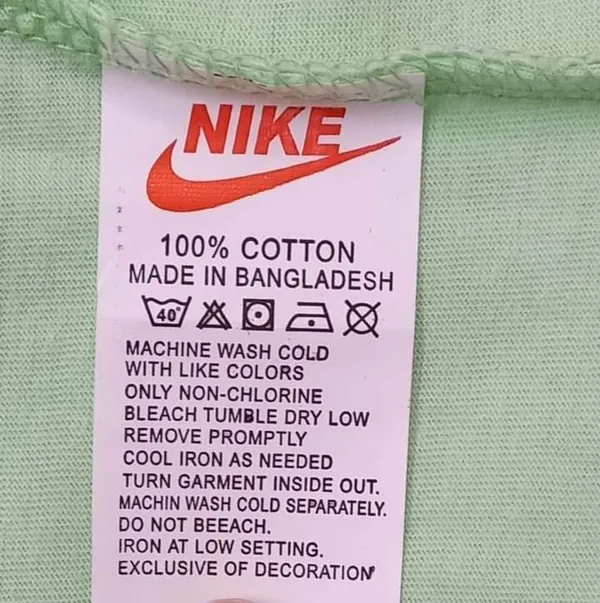 NIKE
100% COTTON
MADE IN BANGLADESH
40°
MACHINE WASH COLD
WITH LIKE COLORS
ONLY NON-CHLORINE
BLEACH TUMBLE DRY LOW
REMOVE PROMPTLY
COOL IRON AS NEEDED
TURN GARMENT INSIDE OUT.
MACHIN WASH COLD SEPARATELY.
DO NOT BEEACH.
IRON AT LOW SETTING.
EXCLUSIVE OF DECORATION